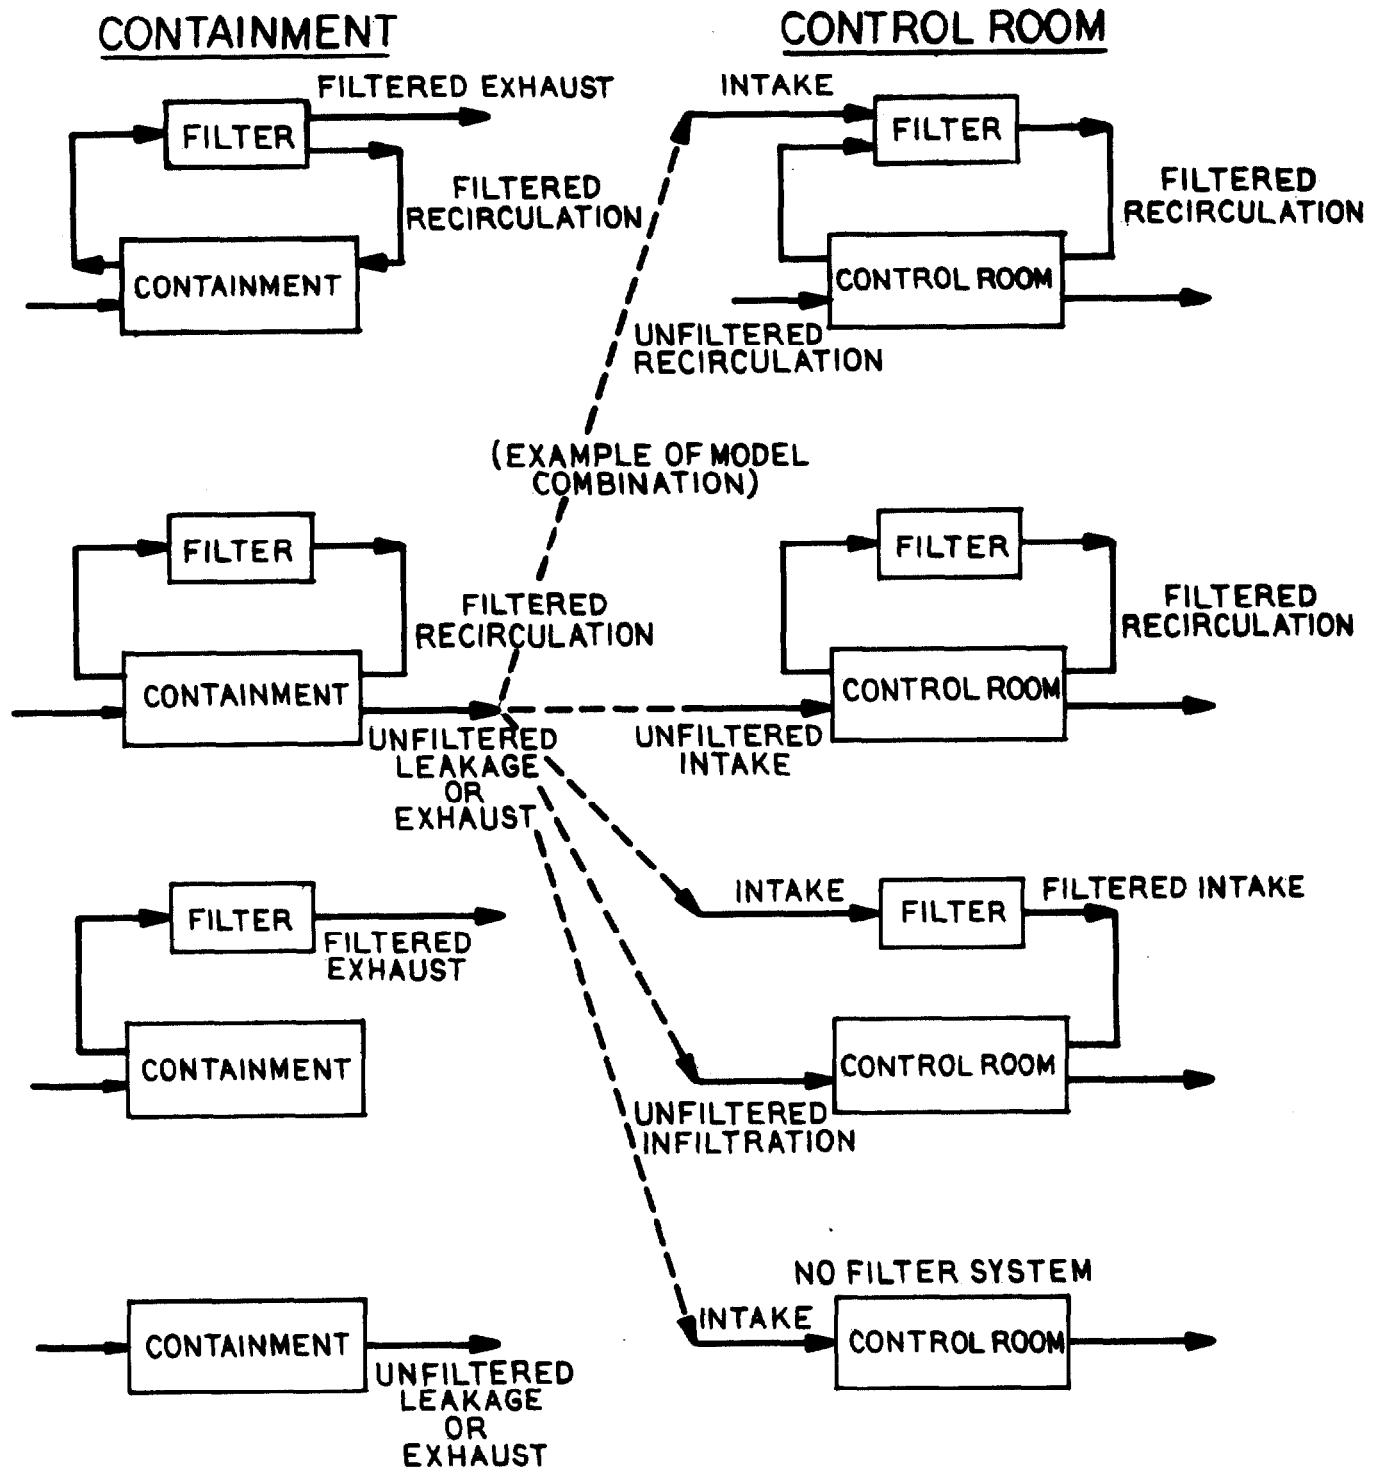 CONTAINMENT
CONTROL ROOM
FILTERED EXHAUST
FILTER
FILTERED
RECIRCULATION
CONTAINMENT
INTAKE
FILTER
FILTERED
RECIRCULATION
CONTROL ROOM
UNFILTERED
RECIRCULATION
(EXAMPLE OF MODEL
COMBINATION)
FILTER
FILTERED
RECIRCULATION
CONTAINMENT
UNFILTERED
LEAKAGE
OR
EXHAUST
FILTER
FILTERED
RECIRCULATION
CONTROL ROOM
UNFILTERED
INTAKE
FILTER
FILTERED
EXHAUST
CONTAINMENT
INTAKE
FILTER
FILTERED INTAKE
CONTROL ROOM
UNFILTERED
INFILTRATION
CONTAINMENT
UNFILTERED
LEAKAGE
OR
EXHAUST
NO FILTER SYSTEM
INTAKE
CONTROL ROOM